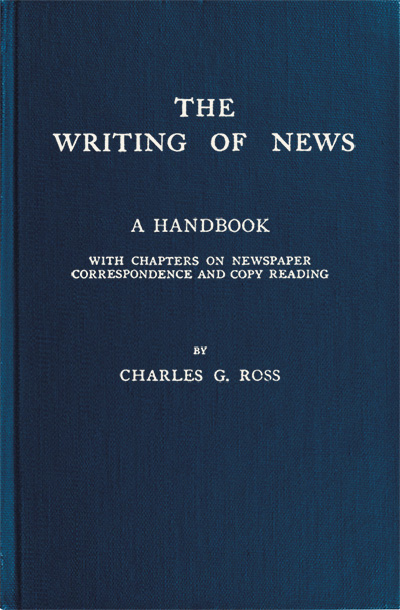 THE
WRITING OF NEWS
A HANDBOOK
WITH CHAPTERS ON NEWSPAPER
CORRESPONDENCE AND COPY READING
BY
CHARLES G. ROSS